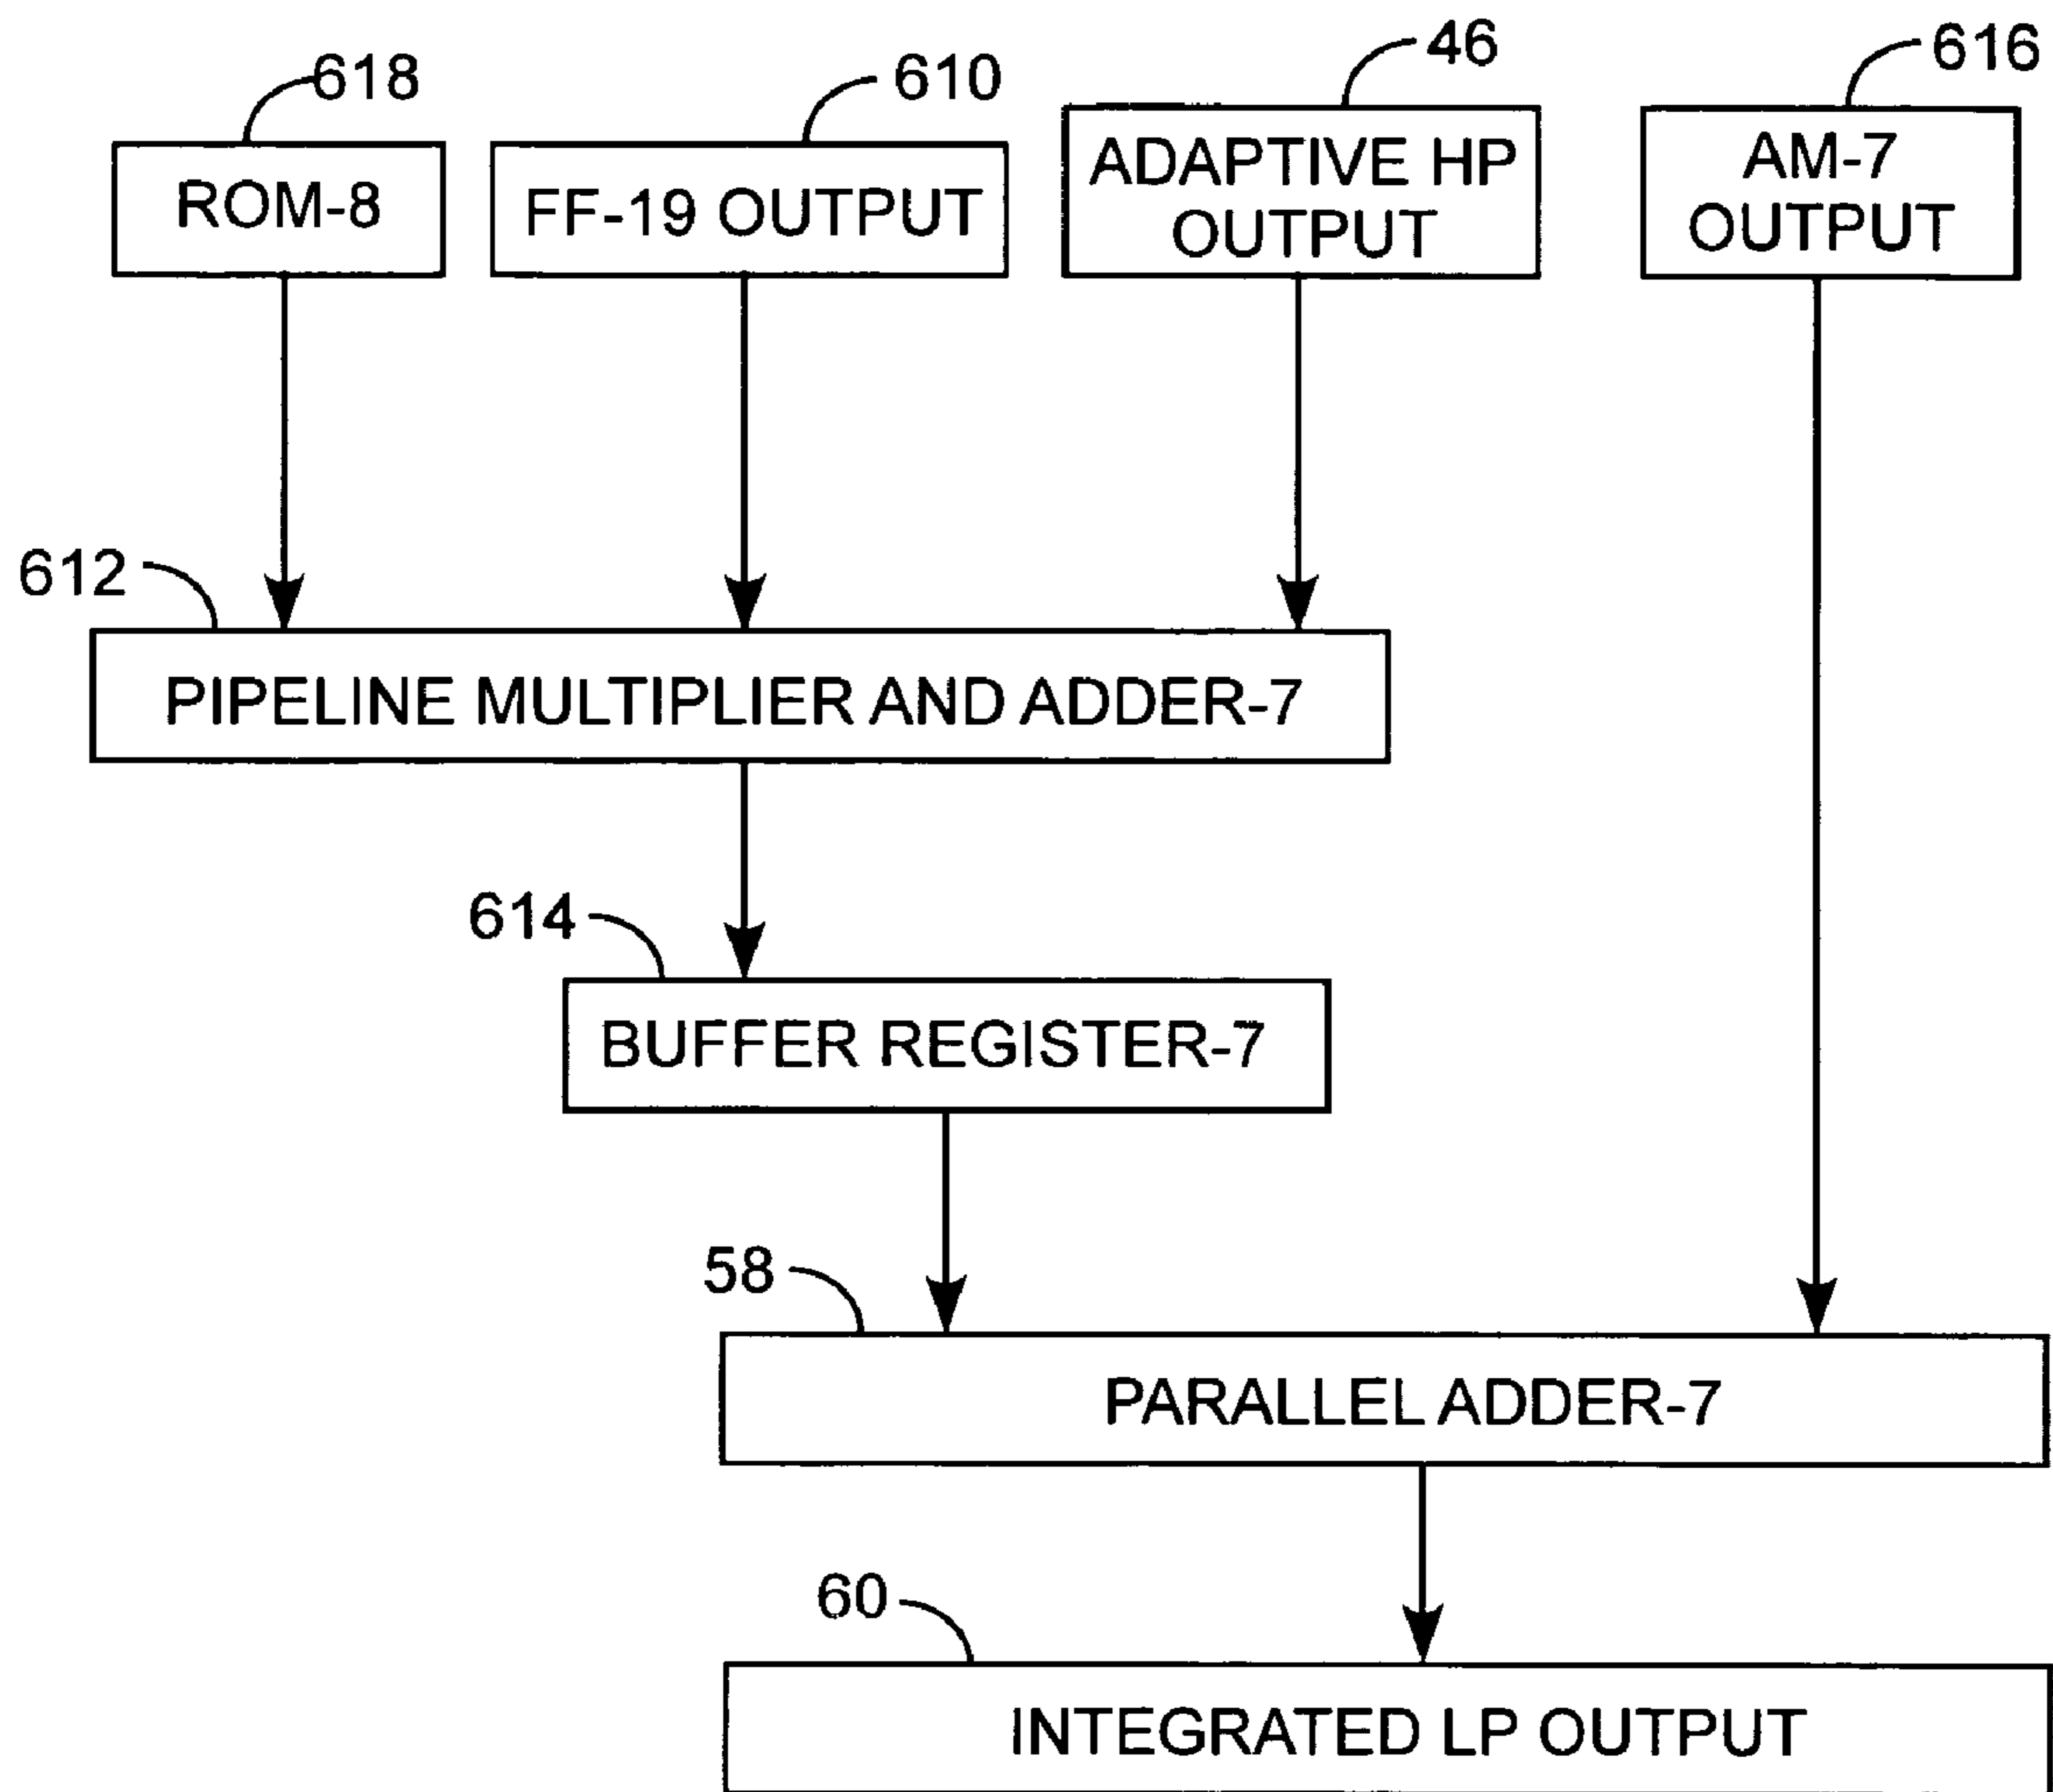 618
610
46
616
ROM-8
FF-19 OUTPUT
ADAPTIVE HP
OUTPUT
AM-7
OUTPUT
612
PIPELINE MULTIPLIER AND ADDER-7
614
BUFFER REGISTER-7
58
PARALLEL ADDER-7
60
INTEGRATED LP OUTPUT